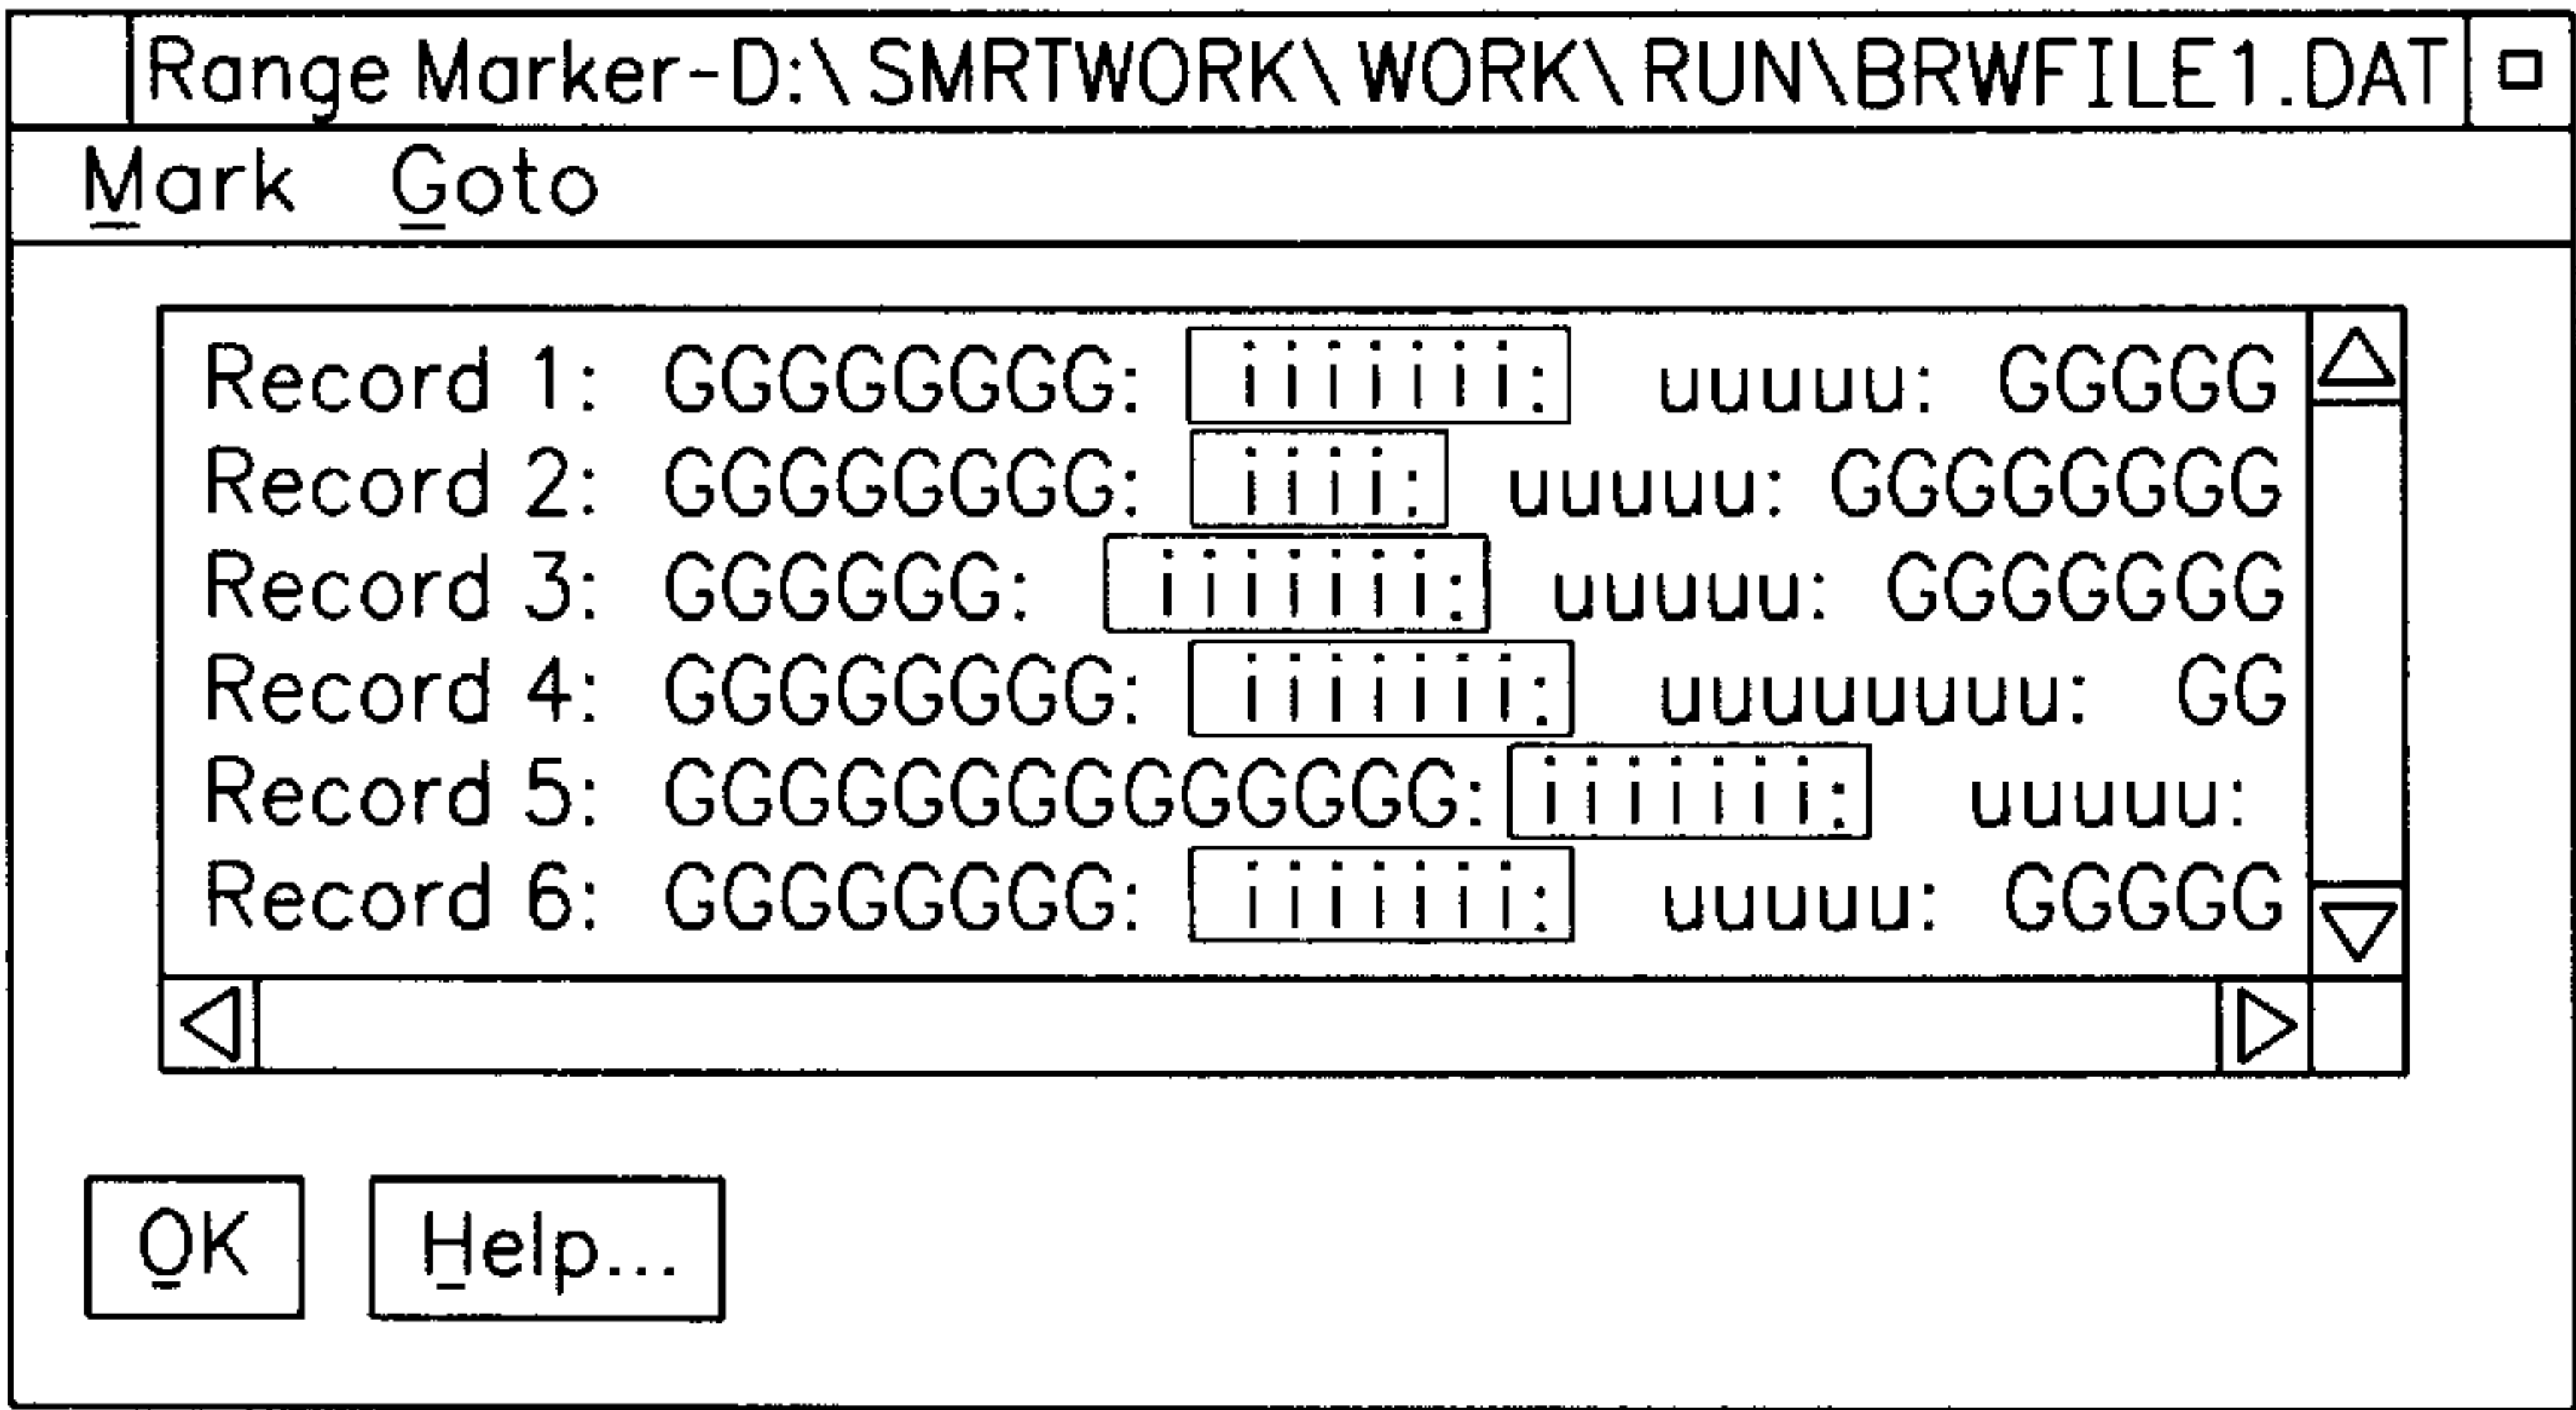 Range Marker-D:\SMRTWORK\WORK\RUN\BRWFILE1.DAT
Mark Goto
Record 1: GGGGGGGG: iiiiiii: uuuuu: GGGGG
Record 2: GGGGGGGG: iiii: uuuuu: GGGGGGGG
Record 3: GGGGGG: iiiiiii: uuuuu: GGGGGGG
Record 4: GGGGGGGG: iiiiiii: uuuuuuuu: GG
Record 5: GGGGGGGGGGGGGG: iiiiiii: uuuuu:
Record 6: GGGGGGGG: iiiiiii: uuuuu: GGGGG
OK Help...